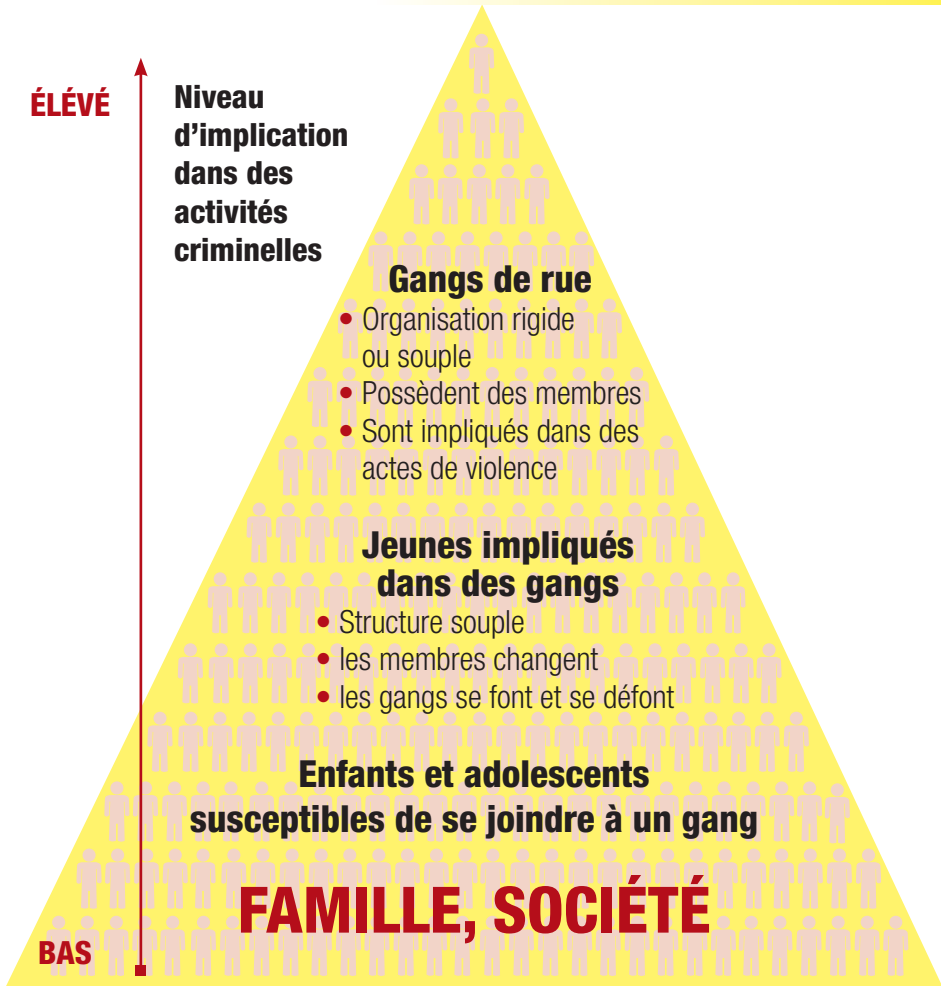 ÉLÉVÉ
Niveau
d'implication
dans des
activités
criminelles
Gangs de rue
• Organisation rigide
ou souple
• Possèdent des membres
• Sont impliqués dans des
actes de violence
Jeunes impliqués
dans des gangs
• Structure souple
• les membres changent
• les gangs se font et se défont
Enfants et adolescents
susceptibles de se joindre à un gang
FAMILLE, SOCIÉTÉ
BAS